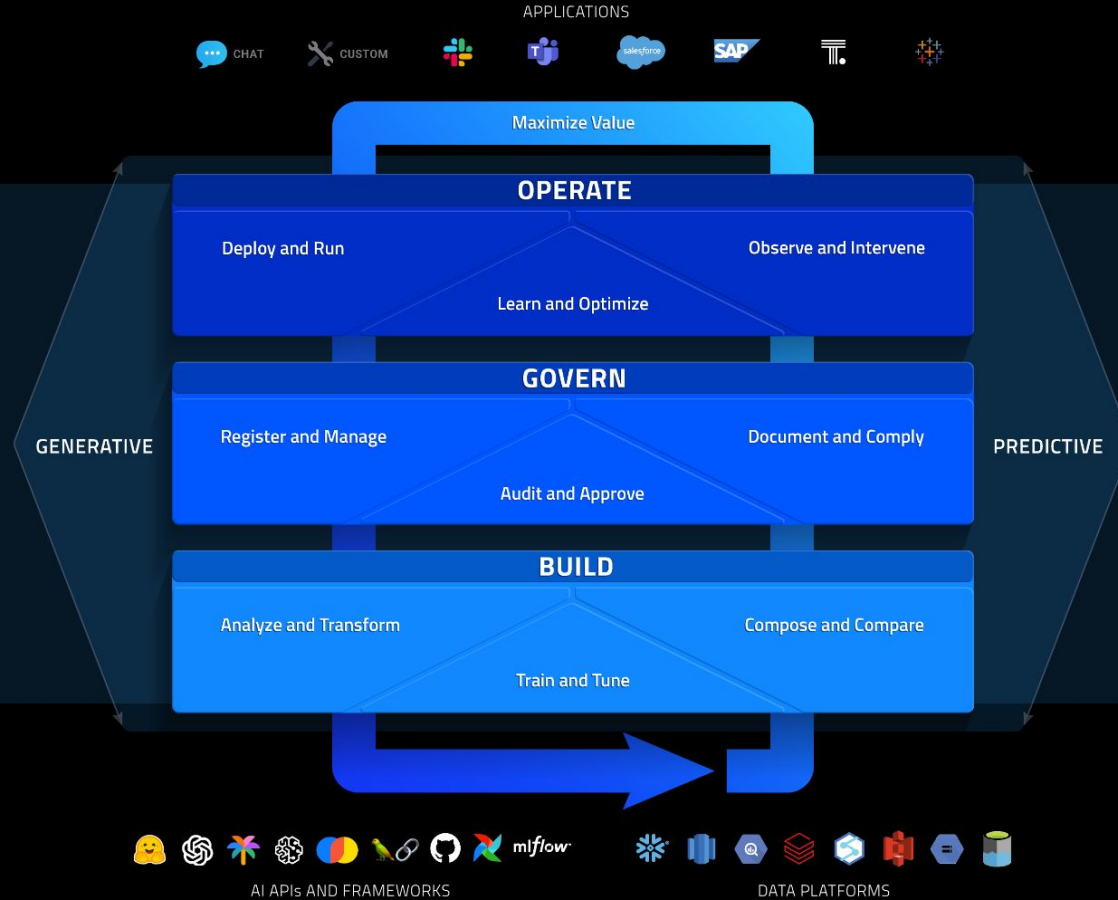 APPLICATIONS
CHAT
CUSTOM
T
salesforce
SAP
T.
Maximize Value
OPERATE
Deploy and Run
Observe and Intervene
Learn and Optimize
GOVERN
Register and Manage
Document and Comply
Audit and Approve
GENERATIVE
PREDICTIVE
BUILD
Analyze and Transform
Compose and Compare
Train and Tune
mlflow
AI APIs AND FRAMEWORKS
DATA PLATFORMS